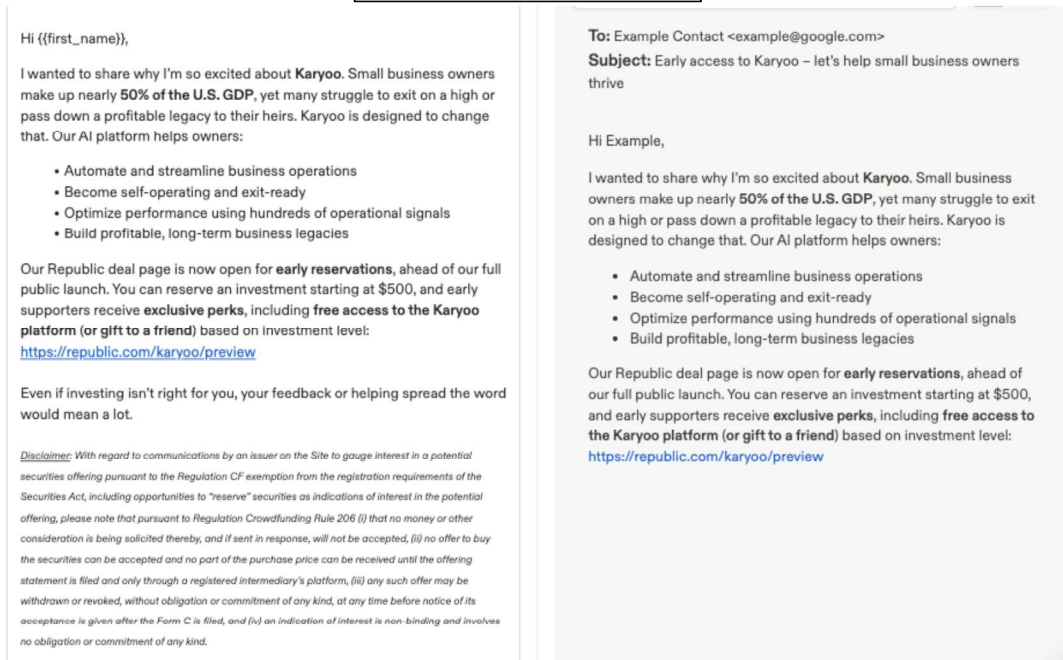 Hi {{first_name}},
I wanted to share why I'm so excited about Karyoo. Small business owners
make up nearly 50% of the U.S. GDP, yet many struggle to exit on a high or
pass down a profitable legacy to their heirs. Karyoo is designed to change
that. Our AI platform helps owners:
• Automate and streamline business operations
• Become self-operating and exit-ready
• Optimize performance using hundreds of operational signals
• Build profitable, long-term business legacies
Our Republic deal page is now open for early reservations, ahead of our full
public launch. You can reserve an investment starting at $500, and early
supporters receive exclusive perks, including free access to the Karyoo
platform (or gift to a friend) based on investment level:
https://republic.com/karyoo/preview
Even if investing isn't right for you, your feedback or helping spread the word
would mean a lot.
Disclaimer: With regard to communications by an issuer on the Site to gauge interest in a potential
securities offering pursuant to the Regulation CF exemption from the registration requirements of the
Securities Act, including opportunities to "reserve" securities as indications of interest in the potential
offering, please note that pursuant to Regulation Crowdfunding Rule 206 (i) that no money or other
consideration is being solicited thereby, and if sent in response, will not be accepted, (ii) no offer to buy
the securities can be accepted and no part of the purchase price can be received until the offering
statement is filed and only through a registered intermediary's platform, (iii) any such offer may be
withdrawn or revoked, without obligation or commitment of any kind, at any time before notice of its
acceptance is given after the Form C is filed, and (iv) an indication of interest is non-binding and involves
no obligation or commitment of any kind.
To: Example Contact <example@google.com>
Subject: Early access to Karyoo – let's help small business owners
thrive
Hi Example,
I wanted to share why I'm so excited about Karyoo. Small business
owners make up nearly 50% of the U.S. GDP, yet many struggle to exit
on a high or pass down a profitable legacy to their heirs. Karyoo is
designed to change that. Our AI platform helps owners:
• Automate and streamline business operations
• Become self-operating and exit-ready
• Optimize performance using hundreds of operational signals
• Build profitable, long-term business legacies
Our Republic deal page is now open for early reservations, ahead of
our full public launch. You can reserve an investment starting at $500,
and early supporters receive exclusive perks, including free access to
the Karyoo platform (or gift to a friend) based on investment level:
https://republic.com/karyoo/preview